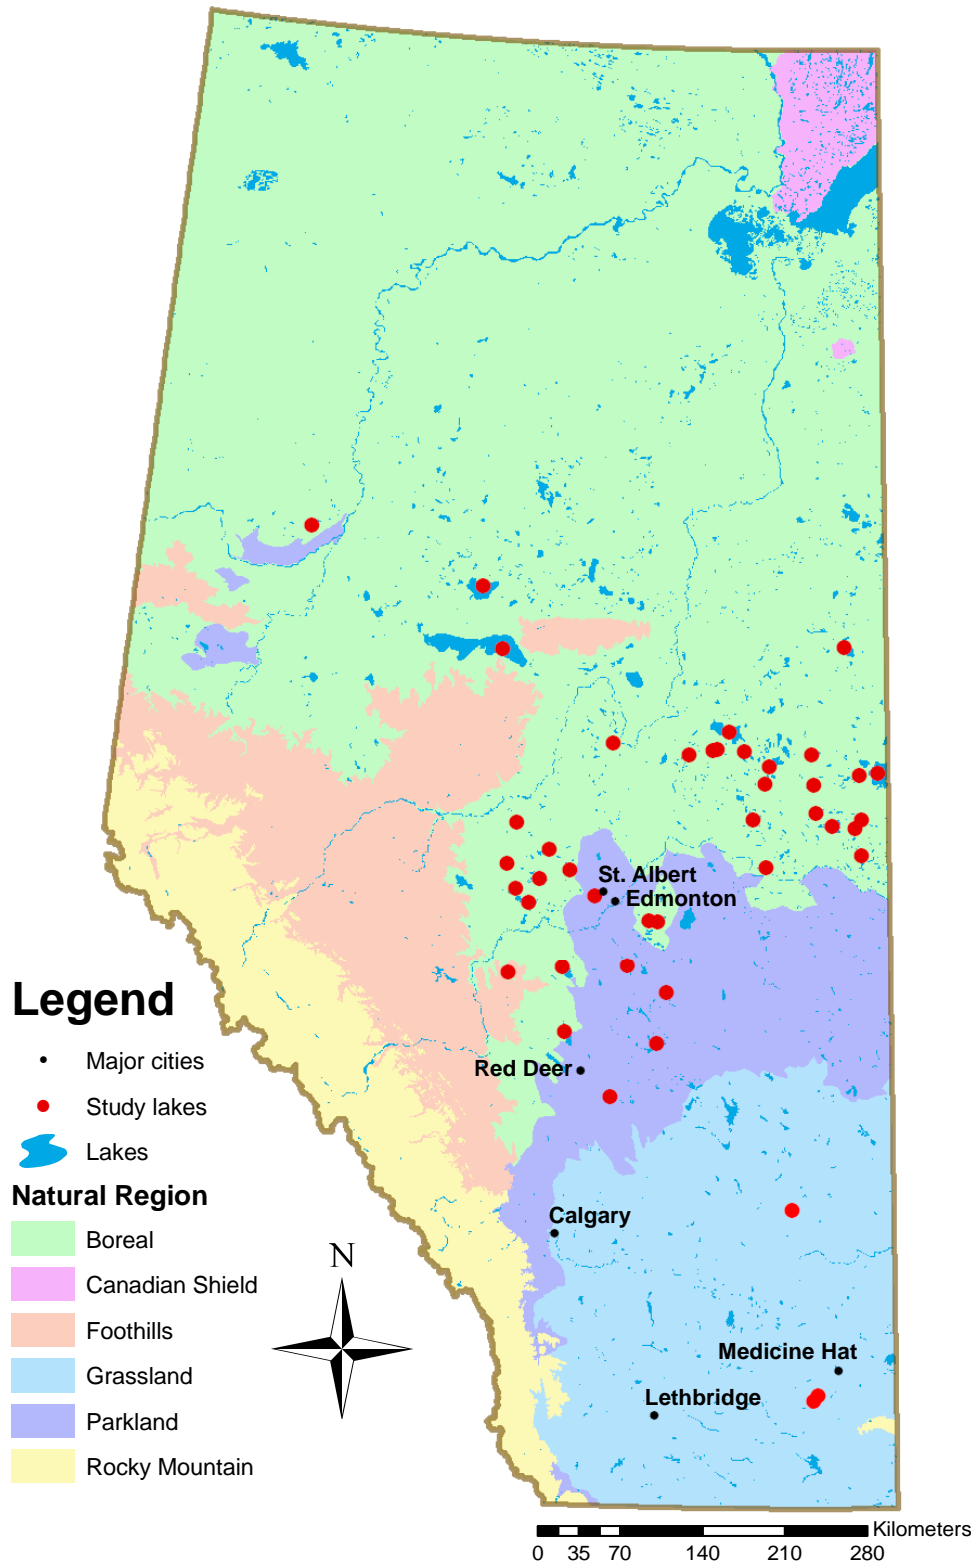 St. Albert
Edmonton
Legend
Major cities
Study lakes
Lakes
Natural Region
Boreal
Canadian Shield
Foothills
Grassland
Parkland
Rocky Mountain
Red Deer
Calgary
N
Medicine Hat
Lethbridge
Kilometers
0 35 70 140 210 280